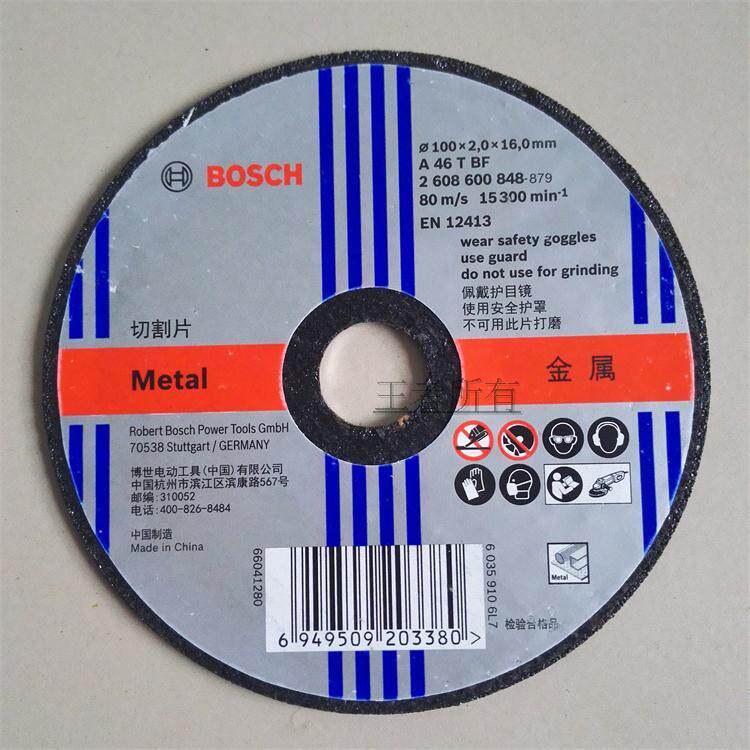 BOSCH
ø 100×2,0×16,0mm
A 46 T BF
2 608 600 848-879
80 m/s 15300 min-1
EN 12413
wear safety goggles
use guard
do not use for grinding
佩戴护目镜
使用安全护罩
不可用此片打磨
切割片
Metal
金属
王者所有
Robert Bosch Power Tools GmbH
70538 Stuttgart / GERMANY
博世电动工具(中国)有限公司
中国杭州市滨江区滨康路567号
邮编:310052
电话:400-826-8484
中国制造
Made in China
66041280
6 949509 203380>
6 035 910 6L7
Metal
检验合格品